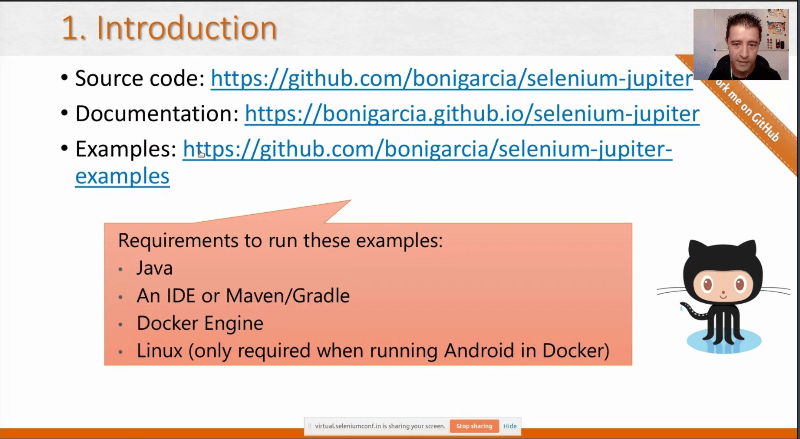 1. Introduction
• Source code: https://github.com/bonigarcia/selenium-jupiter
• Documentation: https://bonigarcia.github.io/selenium-jupiter
• Examples: https://github.com/bonigarcia/selenium-jupiter-
examples
ork me on GitHub
Requirements to run these examples:
• Java
• An IDE or Maven/Gradle
• Docker Engine
• Linux (only required when running Android in Docker)
virtual.seleniumconf.in is sharing your screen. Stop sharing Hide